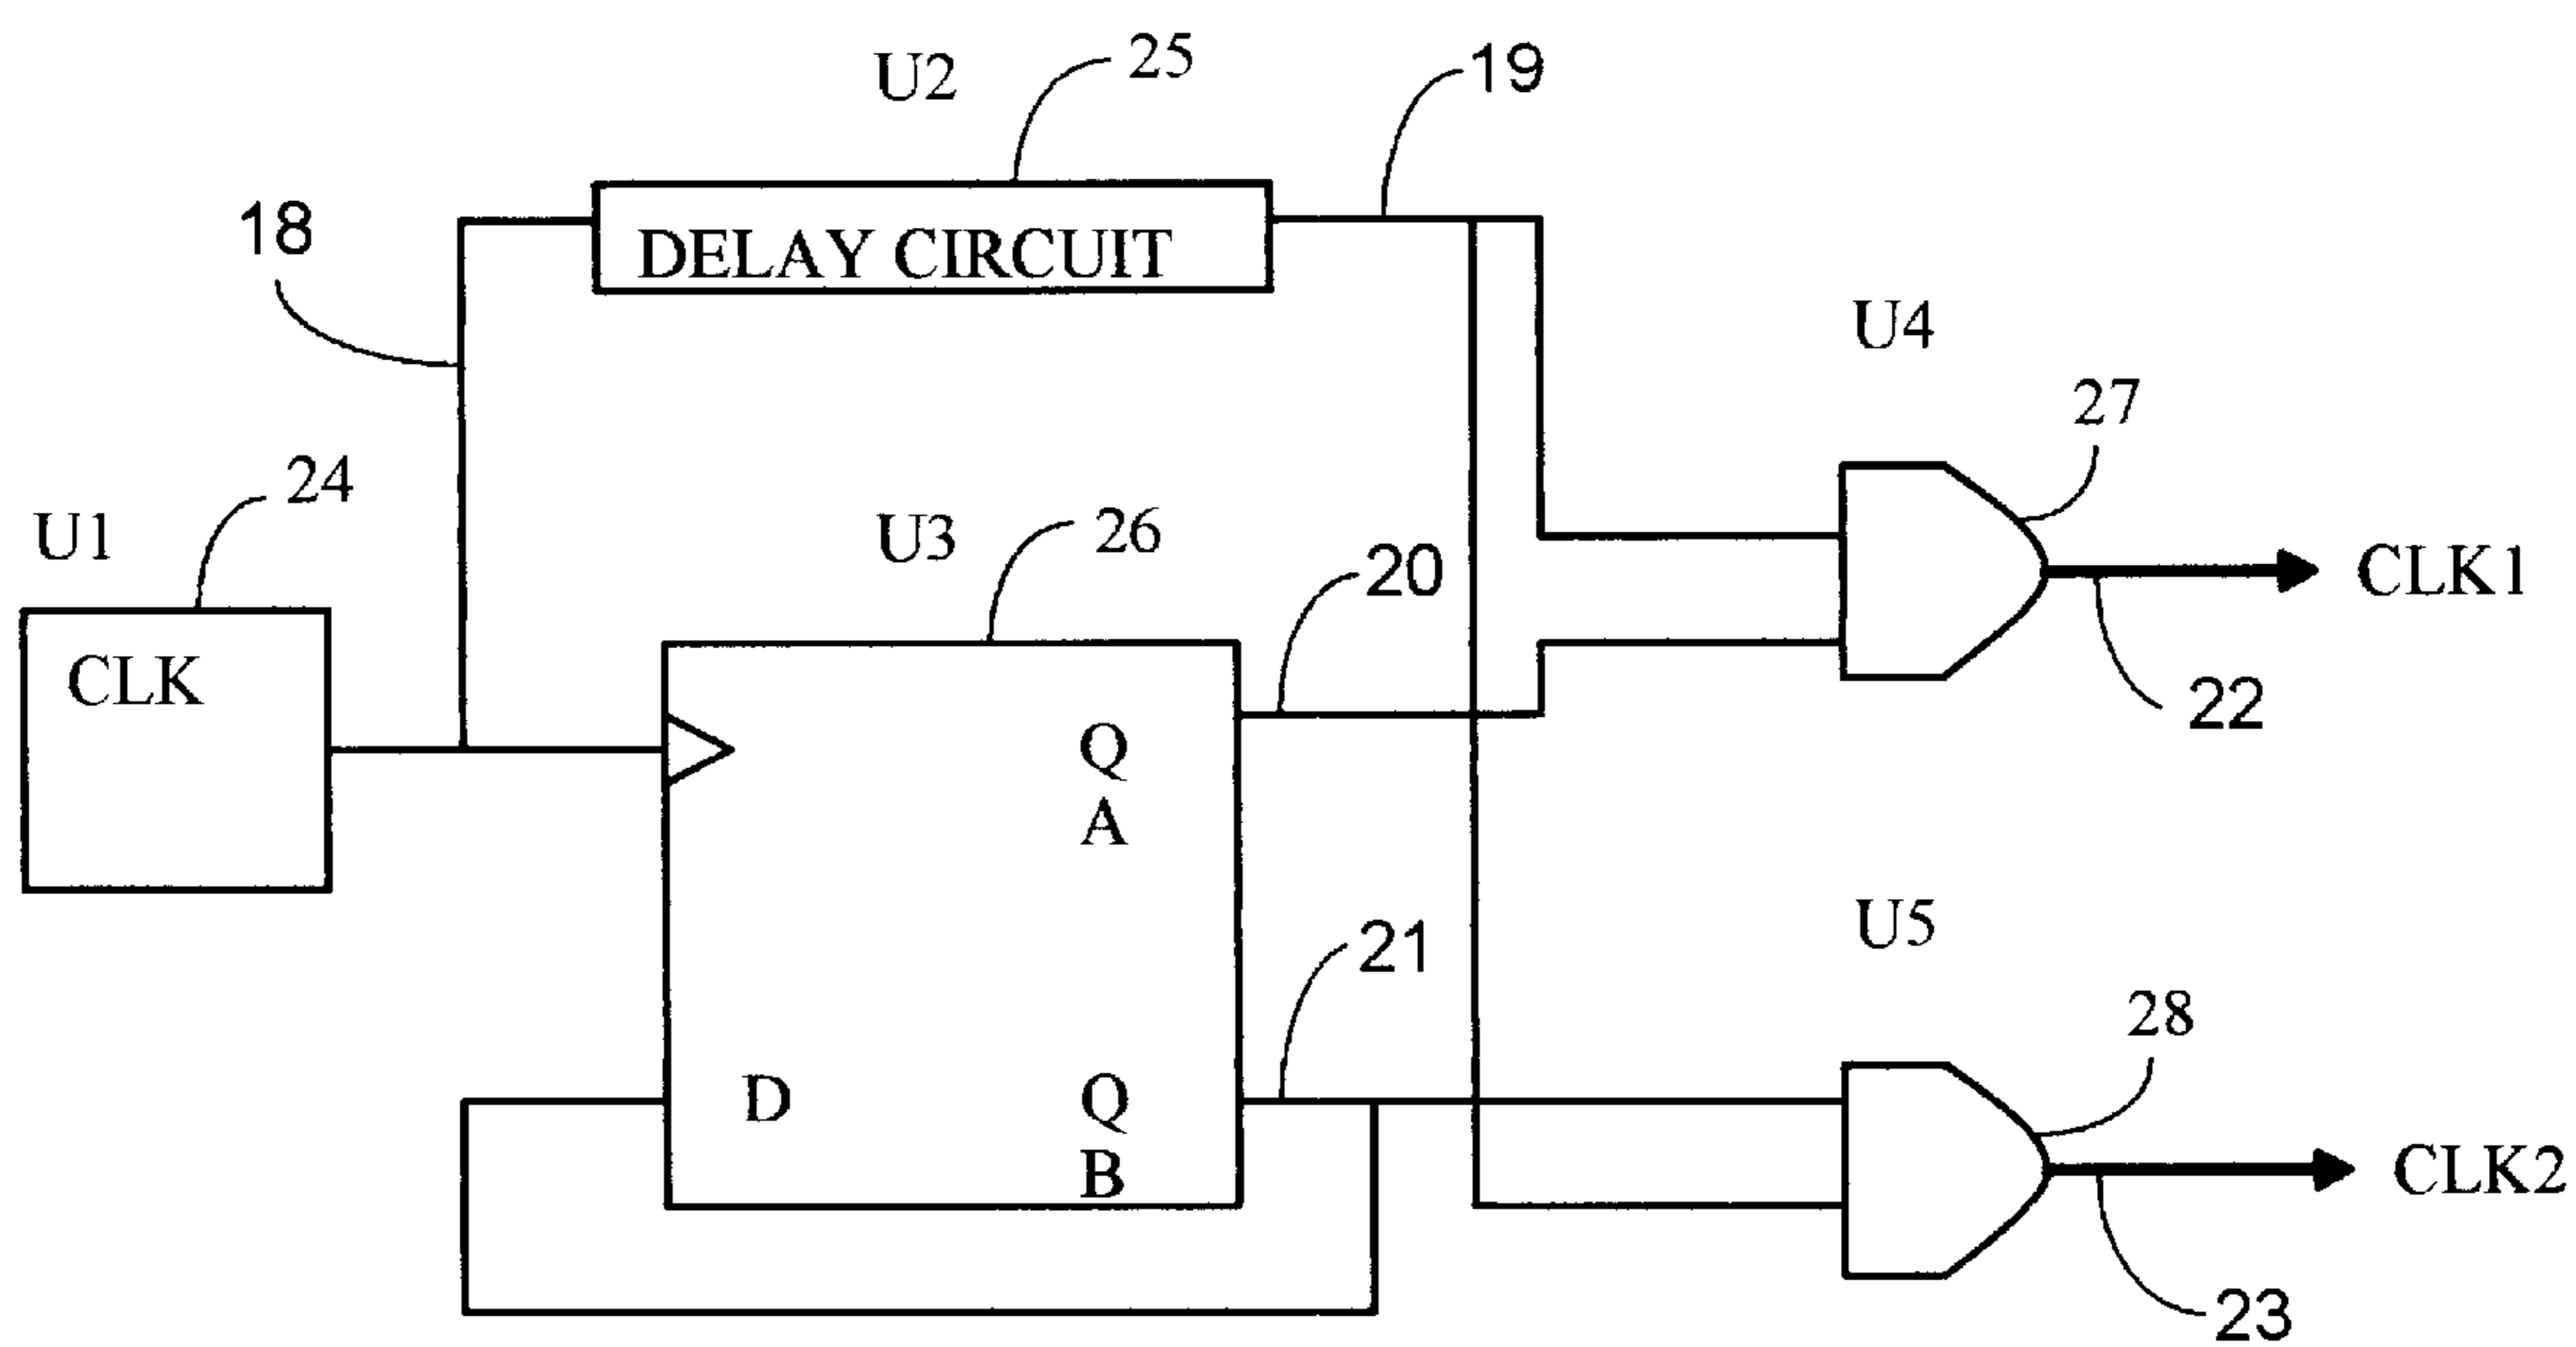 U2
25
19
18
DELAY CIRCUIT
U4
27
24
U1
U3
26
20
CLK1
CLK
22
Q
A
U5
21
28
D
Q
B
CLK2
23